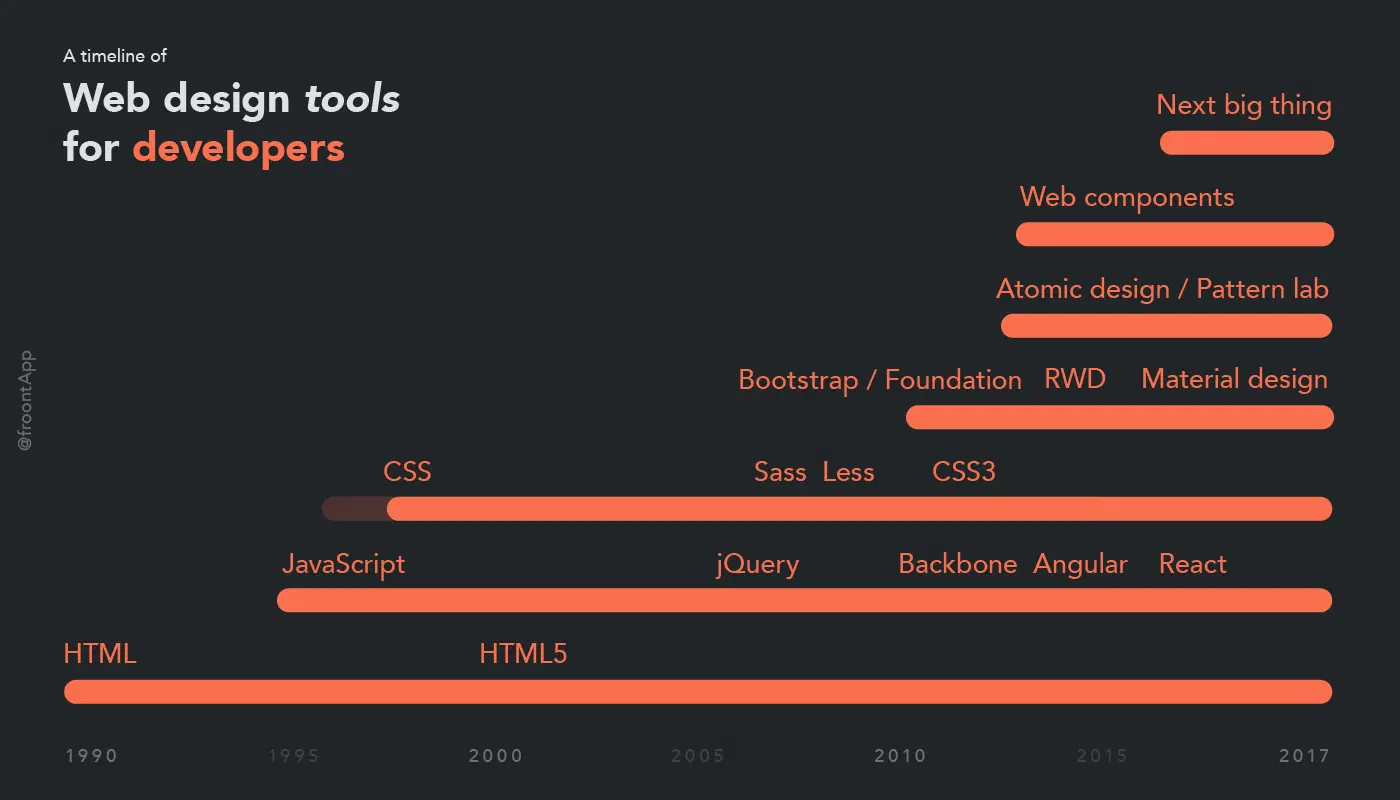 A timeline of
Web design tools
for developers
Next big thing
Web components
Atomic design / Pattern lab
Bootstrap / Foundation RWD Material design
@froontApp
CSS Sass Less CSS3
JavaScript jQuery Backbone Angular React
HTML HTML5
1990 1995 2000 2005 2010 2015 2017